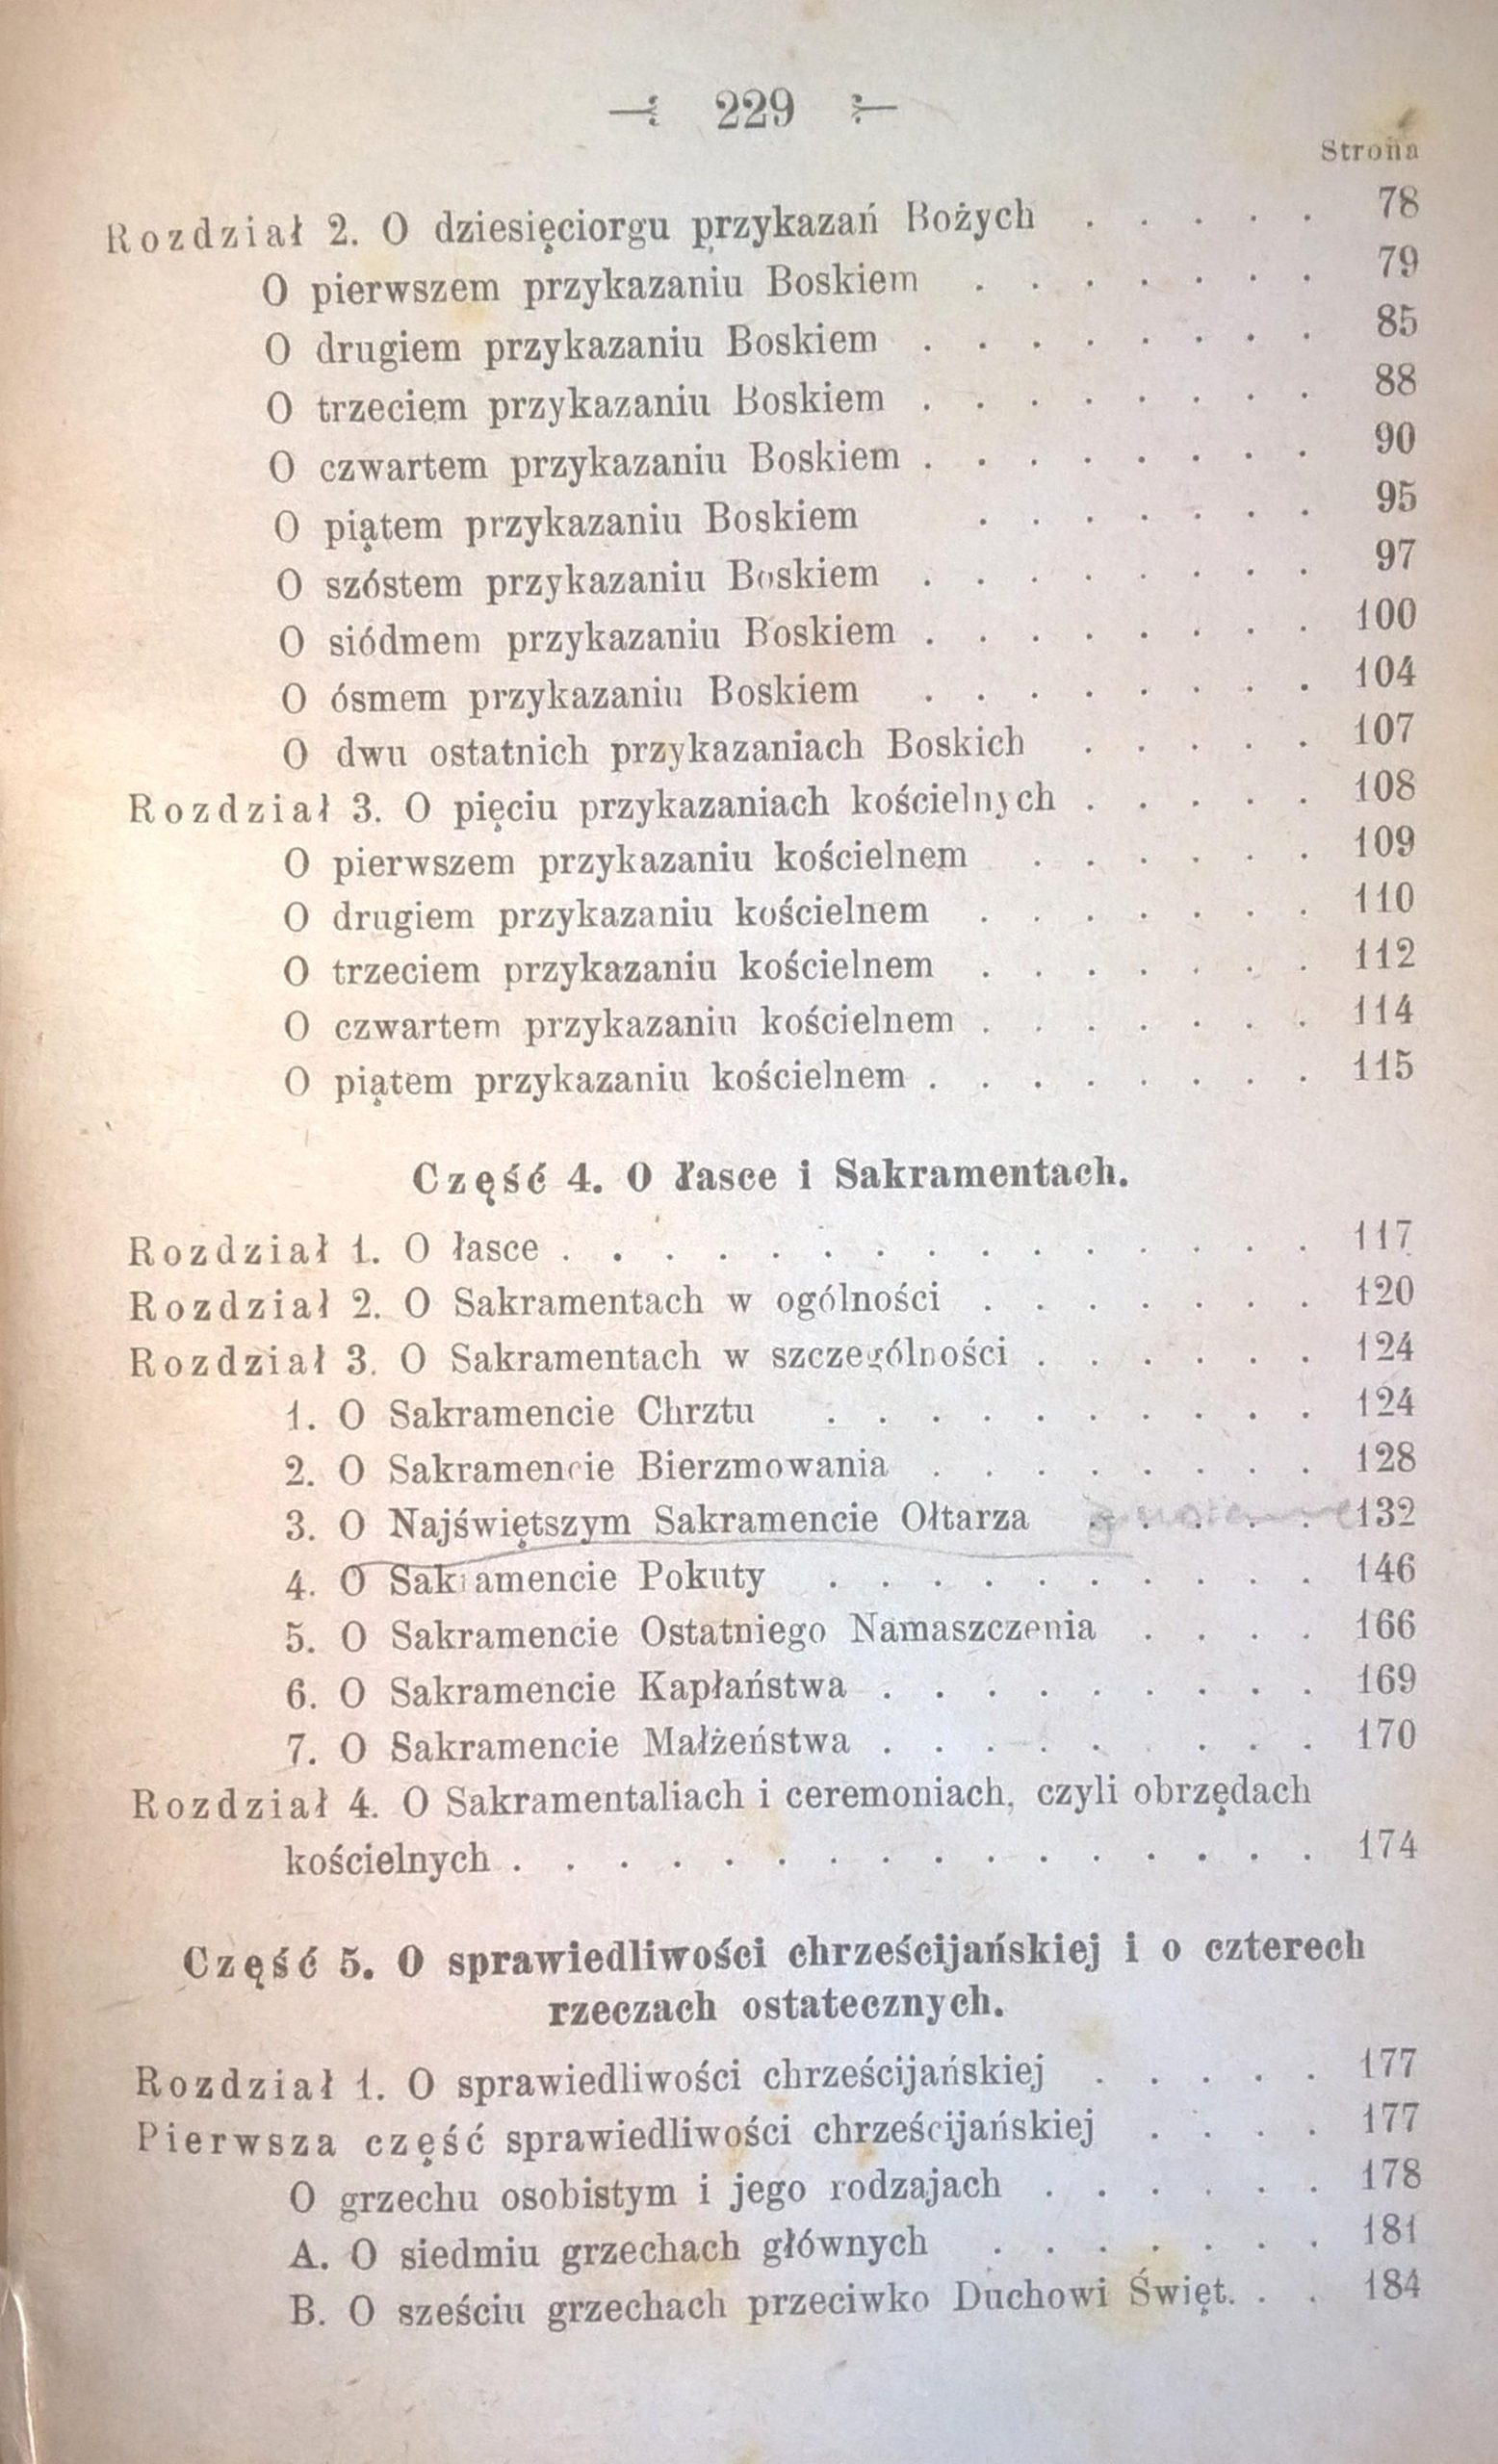 229
Strona
Rozdział 2. O dziesięciorgu przykazań Bożych . . . . . 78
O pierwszem przykazaniu Boskiem . . . . . . . 79
O drugiem przykazaniu Boskiem . . . . . . . . 85
O trzeciem przykazaniu Boskiem . . . . . . . . 88
O czwartem przykazaniu Boskiem . . . . . . . . 90
O piątem przykazaniu Boskiem . . . . . . . 95
O szóstem przykazaniu Boskiem . . . . . . . . 97
O siódmem przykazaniu Boskiem . . . . . . . . 100
O ósmem przykazaniu Boskiem . . . . . . . . 104
O dwu ostatnich przykazaniach Boskich . . . . . 107
Rozdział 3. O pięciu przykazaniach kościelnych . . . . . 108
O pierwszem przykazaniu kościelnem . . . . . . 109
O drugiem przykazaniu kościelnem . . . . . . . 110
O trzeciem przykazaniu kościelnem . . . . . . . 112
O czwartem przykazaniu kościelnem . . . . . . . 114
O piątem przykazaniu kościelnem . . . . . . . . 115
Część 4. O łasce i Sakramentach.
Rozdział 1. O łasce . . . . . . . . . . . . . . . 117
Rozdział 2. O Sakramentach w ogólności . . . . . . . 120
Rozdział 3. O Sakramentach w szczególności . . . . . . 124
1. O Sakramencie Chrztu . . . . . . . . . . 124
2. O Sakramencie Bierzmowania . . . . . . . . 128
3. O Najświętszym Sakramencie Ołtarza . . . . . 132
4. O Sakramencie Pokuty . . . . . . . . . . 146
5. O Sakramencie Ostatniego Namaszczenia . . . . 166
6. O Sakramencie Kapłaństwa . . . . . . . . . 169
7. O Sakramencie Małżeństwa . . . . . . . . . 170
Rozdział 4. O Sakramentaliach i ceremoniach, czyli obrzędach
kościelnych . . . . . . . . . . . . . . . . 174
Część 5. O sprawiedliwości chrześcijańskiej i o czterech
rzeczach ostatecznych.
Rozdział 1. O sprawiedliwości chrześcijańskiej . . . . . 177
Pierwsza część sprawiedliwości chrześcijańskiej . . . . 177
O grzechu osobistym i jego rodzajach . . . . . . 178
A. O siedmiu grzechach głównych . . . . . . . 181
B. O sześciu grzechach przeciwko Duchowi Święt. . . 184